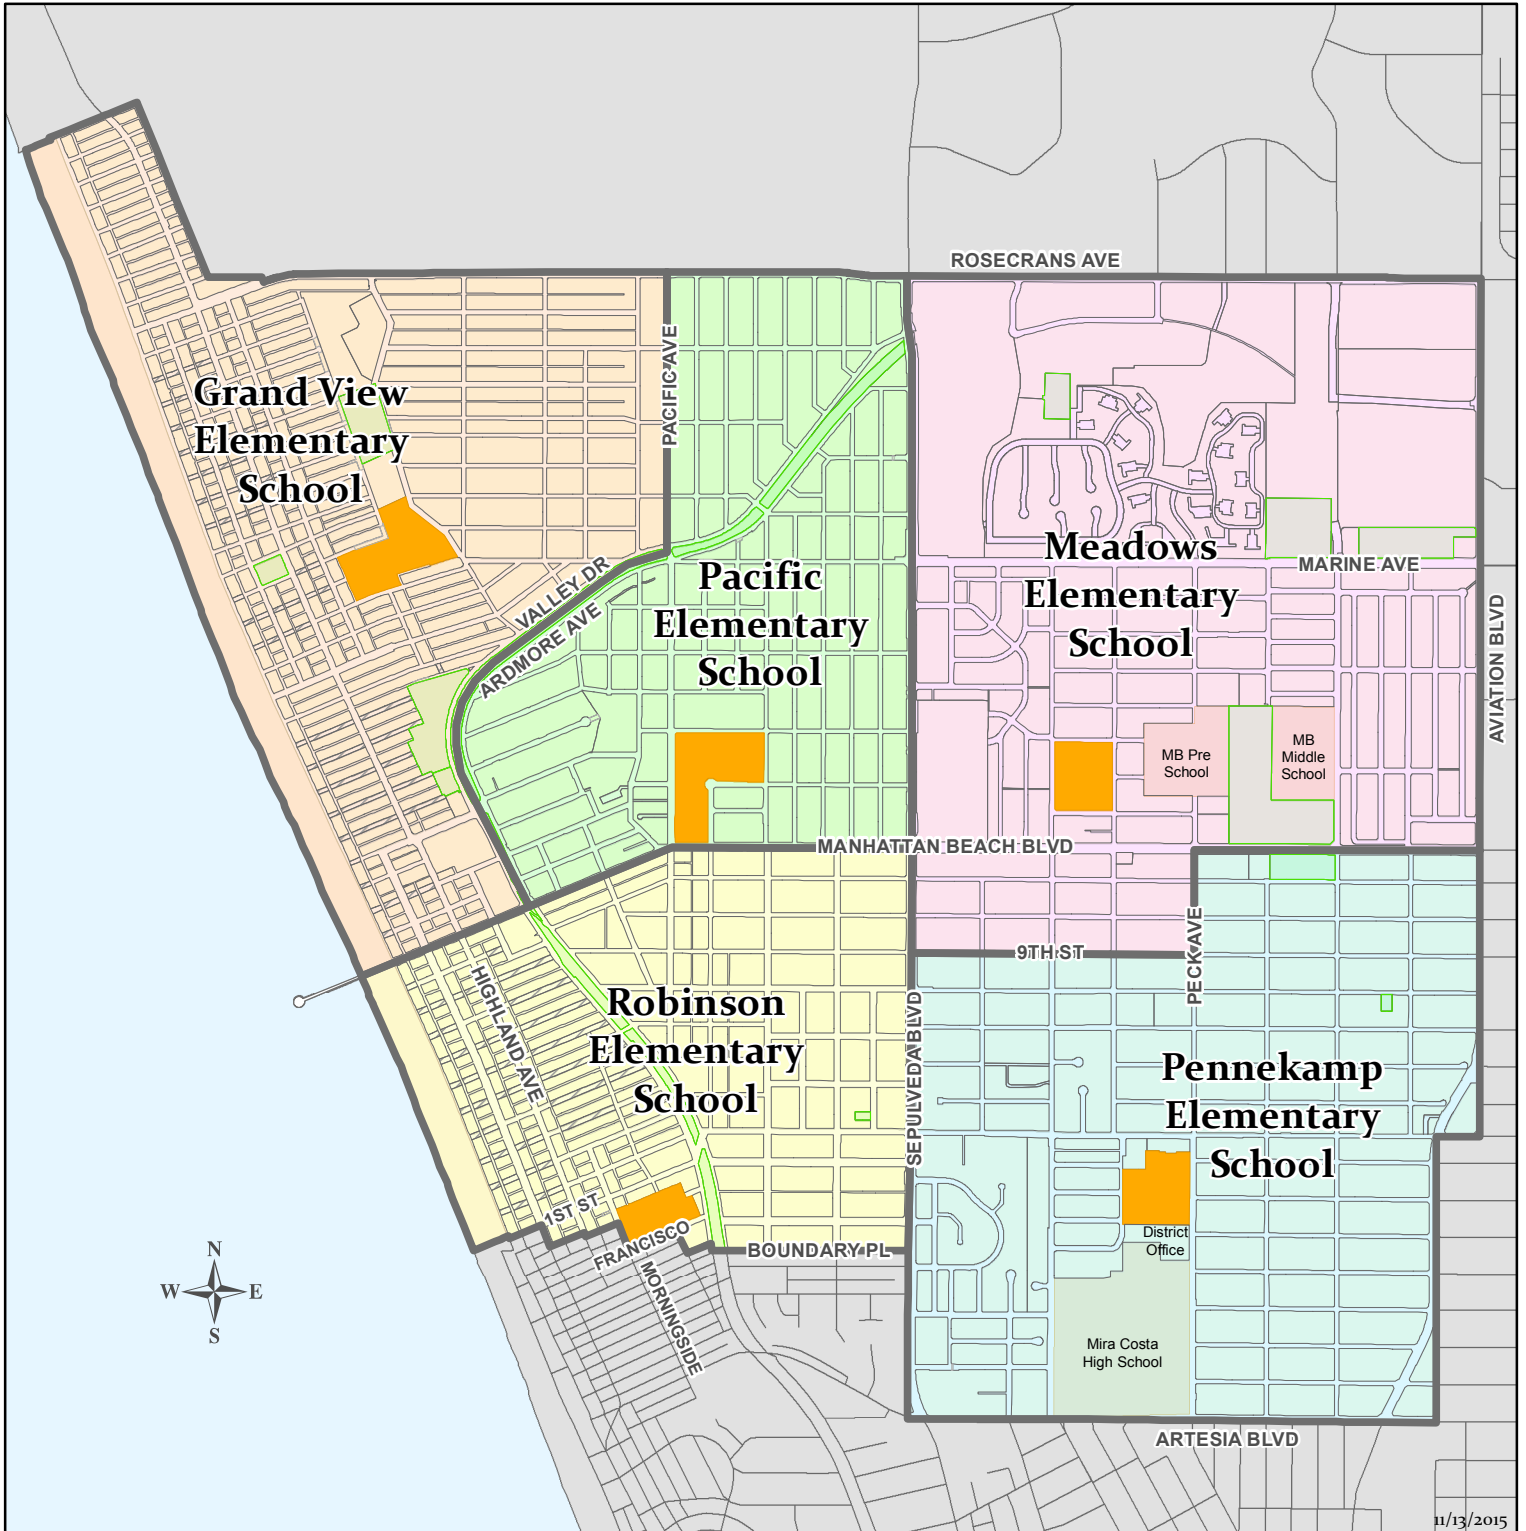 ROSECRANS AVE
PACIFIC AVE
Grand View
Elementary
School
Meadows
Elementary
School
MARINE AVE
VALLEY DR
ARDMORE AVE
Pacific
Elementary
School
AVIATION BLVD
MB Pre
School
MB
Middle
School
MANHATTAN BEACH BLVD
9TH ST
PECK AVE
HIGHLAND AVE
Robinson
Elementary
School
SEPULVEDA BLVD
Pennekamp
Elementary
School
1ST ST
FRANCISCO
BOUNDARY PL
MORNINGSIDE
District
Office
N
W
E
S
Mira Costa
High School
ARTESIA BLVD
11/13/2015